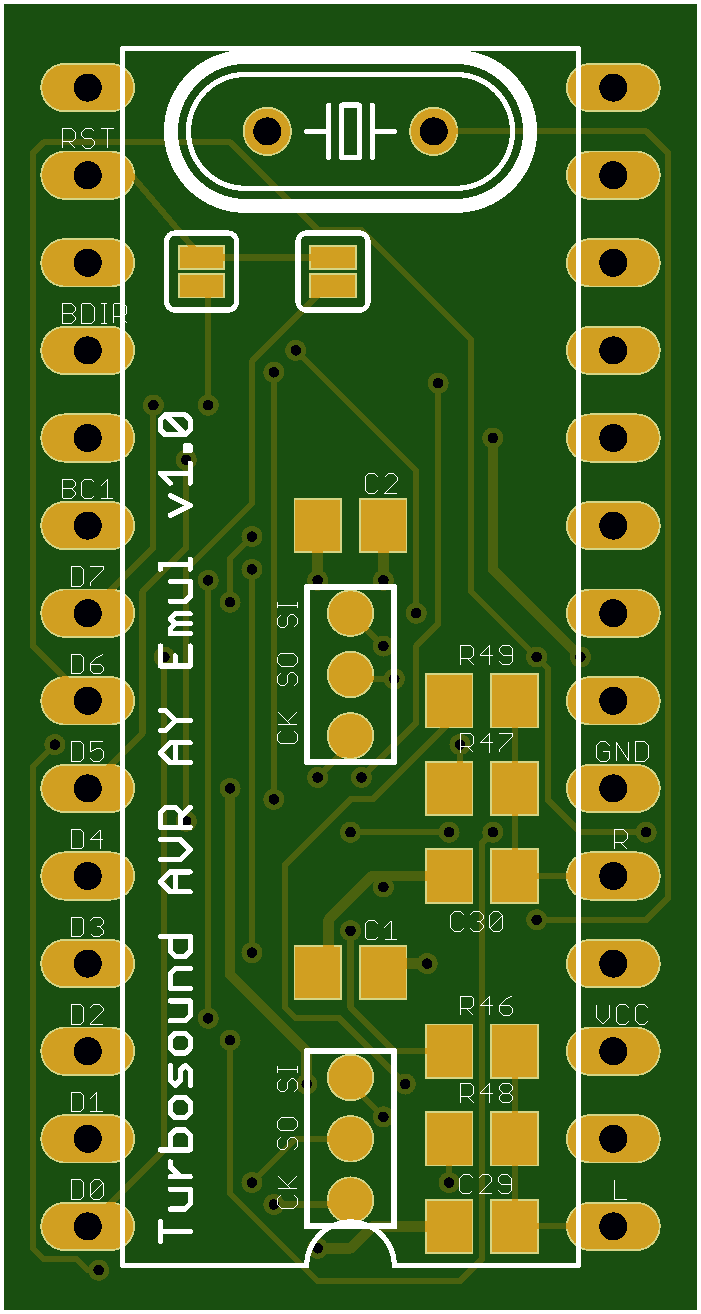 RST
BDIR
BC1
C2
D7
SI
D6
SO
R49
CK
R47
D5
GND
D4
R
D3
C30
C1
D2
R46
VCC
SI
D1
R48
SO
D0
CK
C29
L
Turbosound AVR AY Emul v1.0